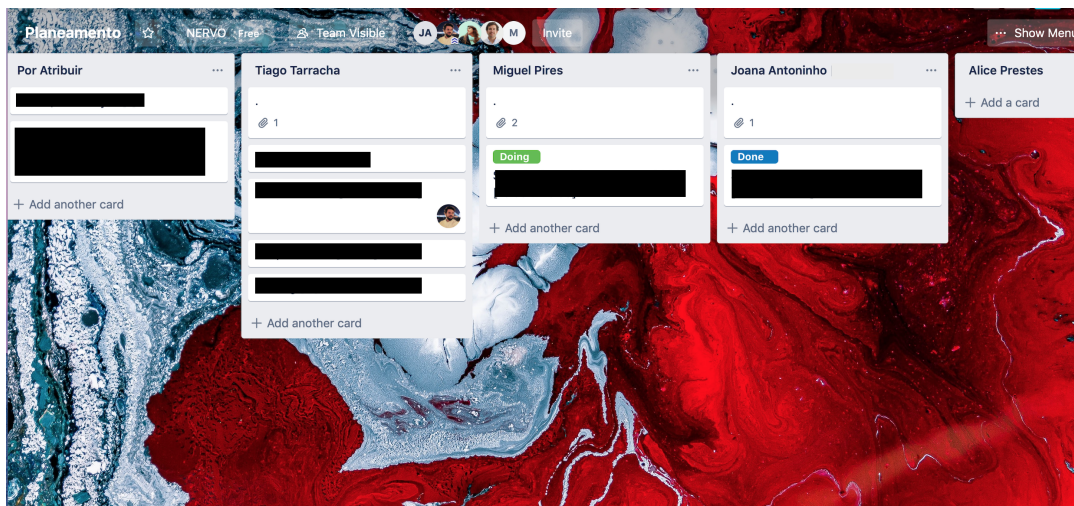 Planeamento NERVO Free Team Visible JA M Invite ... Show Menu
Por Atribuir ...
+ Add another card
Tiago Tarracha ...
.
1
+ Add another card
Miguel Pires ...
.
2
Doing
+ Add another card
Joana Antoninho ...
.
1
Done
+ Add another card
Alice Prestes
+ Add a card